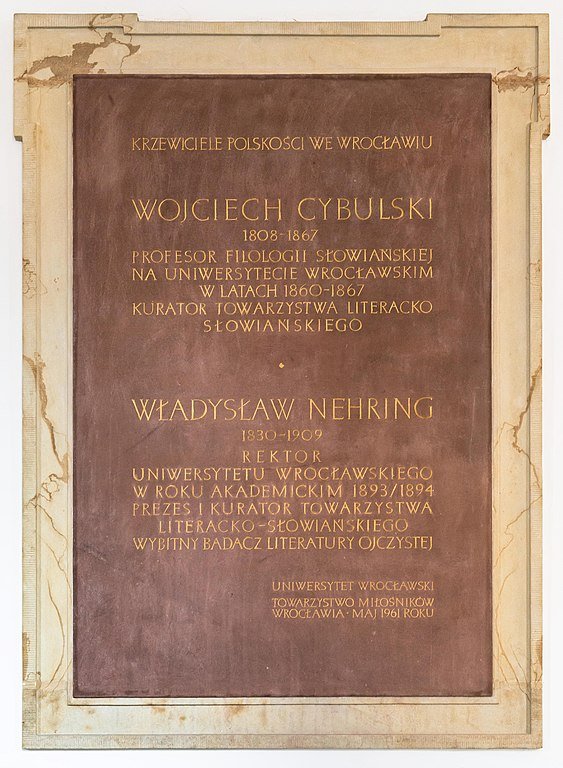 KRZEWICIELE POLSKOŚCI WE WROCŁAWIU
WOJCIECH CYBULSKI
1808-1867
PROFESOR FILOLOGII SŁOWIAŃSKIEJ
NA UNIWERSYTECIE WROCŁAWSKIM
W LATACH 1860-1867
KURATOR TOWARZYSTWA LITERACKO
SŁOWIAŃSKIEGO
WŁADYSŁAW NEHRING
1830-1909
REKTOR
UNIWERSYTETU WROCŁAWSKIEGO
W ROKU AKADEMICKIM 1893/1894
PREZES I KURATOR TOWARZYSTWA
LITERACKO-SŁOWIAŃSKIEGO
WYBITNY BADACZ LITERATURY OJCZYSTEJ
UNIWERSYTET WROCŁAWSKI
TOWARZYSTWO MIŁOŚNIKÓW
WROCŁAWIA · MAJ 1961 ROKU